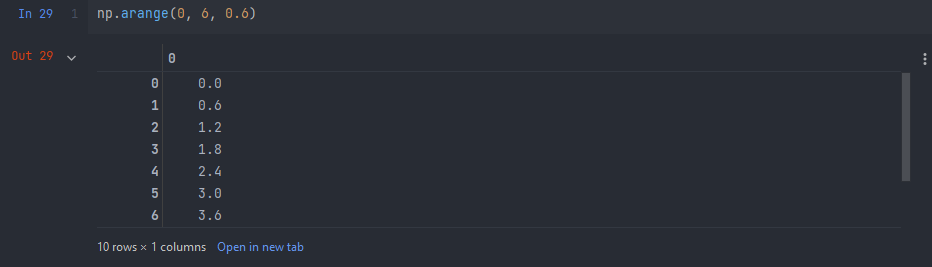 In 29 1 np.arange(0, 6, 0.6)
Out 29
0
0 0.0
1 0.6
2 1.2
3 1.8
4 2.4
5 3.0
6 3.6
10 rows × 1 columns Open in new tab